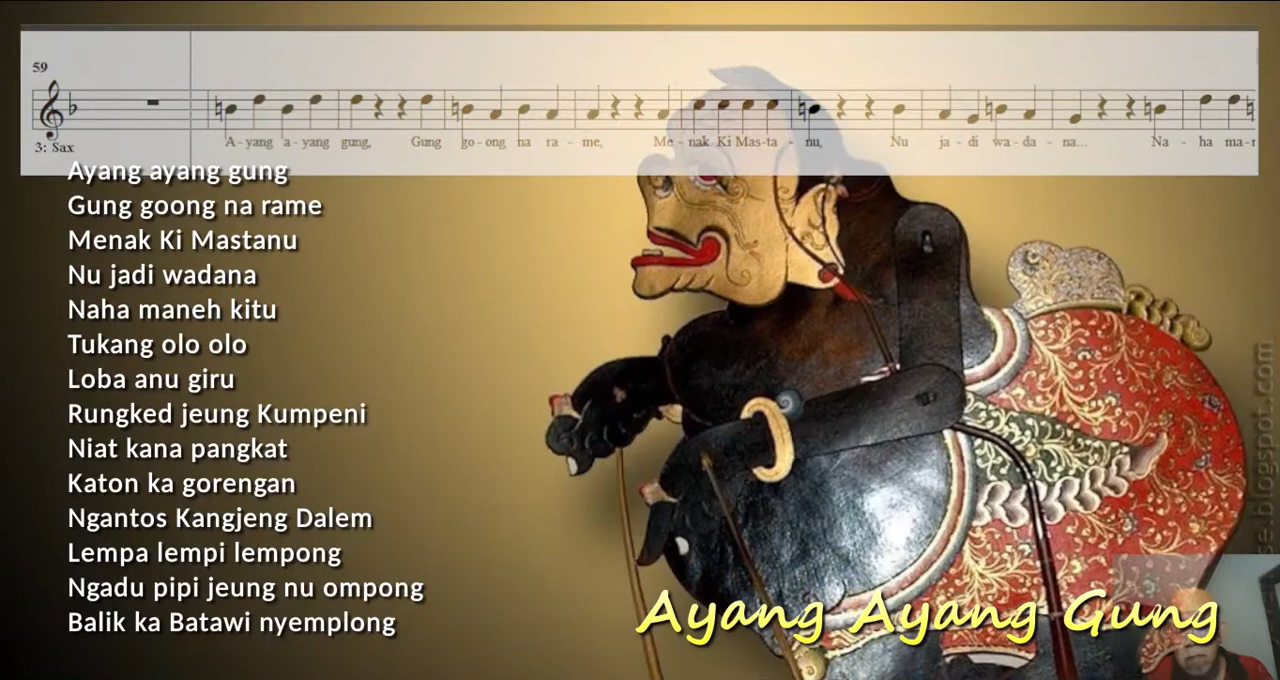 59
3: Sax
A - yang a - yang gung, Gung go - ong na ra - me, Me - nak Ki Mas - ta - nu, Nu ja - di wa - da - na... Na - ha ma -
Ayang ayang gung
Gung goong na rame
Menak Ki Mastanu
Nu jadi wadana
Naha maneh kitu
Tukang olo olo
Loba anu giru
Rungked jeung Kumpeni
Niat kana pangkat
Katon ka gorengan
Ngantos Kangjeng Dalem
Lempa lempi lempong
Ngadu pipi jeung nu ompong
Balik ka Batawi nyemplong
Ayang Ayang Gung
se.blogspot.com